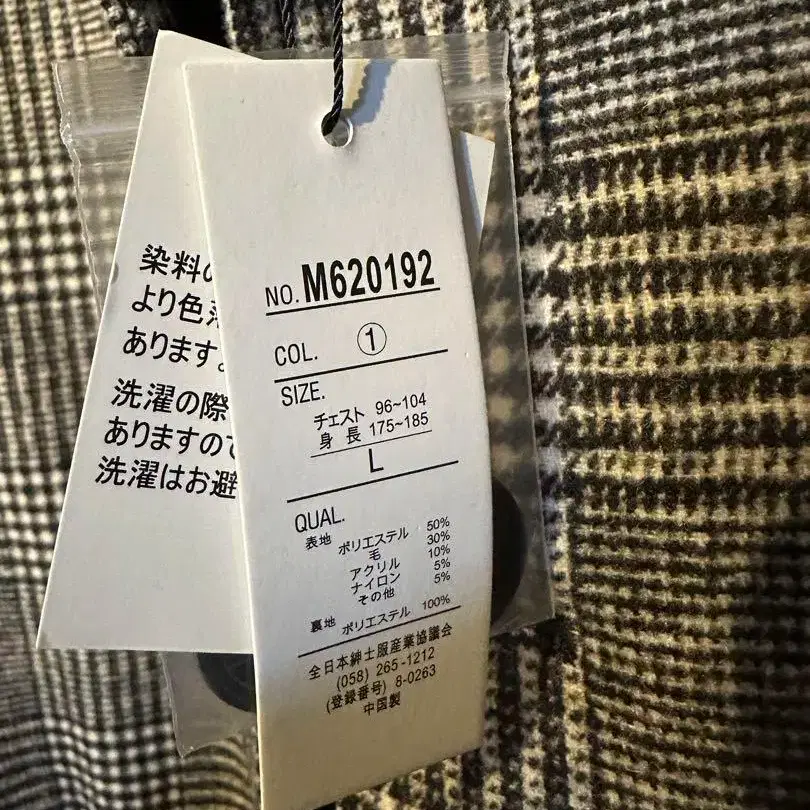 染料の
より色落
あります。
洗濯の際
ありますので
洗濯はお避
NO. M620192
COL. ①
SIZE.
チェスト 96~104
身長 175~185
L
QUAL.
表地 ポリエステル 50%
毛 30%
アクリル 10%
ナイロン 5%
その他 5%
裏地 ポリエステル 100%
全日本紳士服産業協議会
(058) 265-1212
(登録番号) 8-0263
中国製